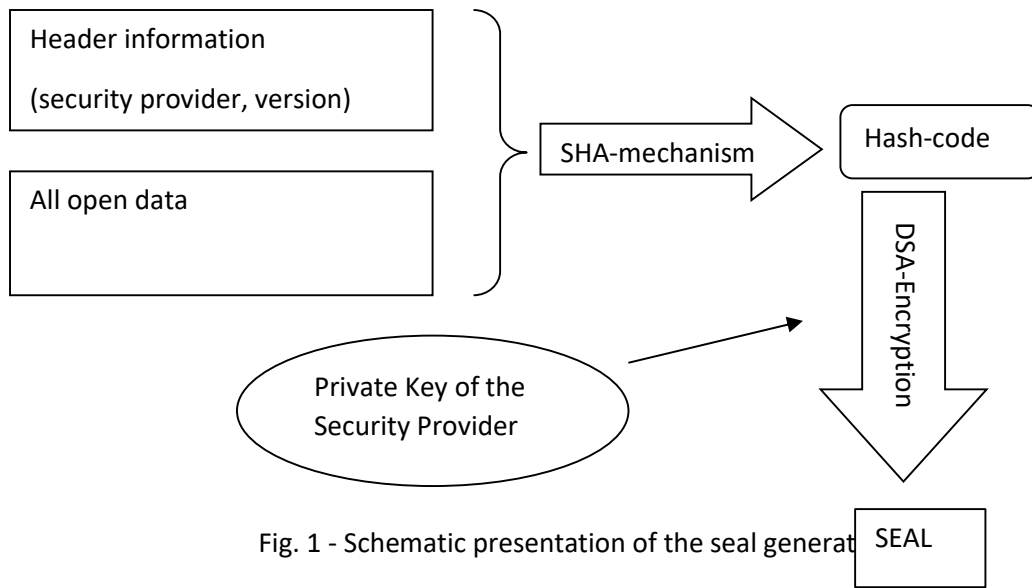 Header information
(security provider, version)
All open data
SHA-mechanism
Hash-code
DSA-Encryption
Private Key of the
Security Provider
SEAL
Fig. 1 - Schematic presentation of the seal generat